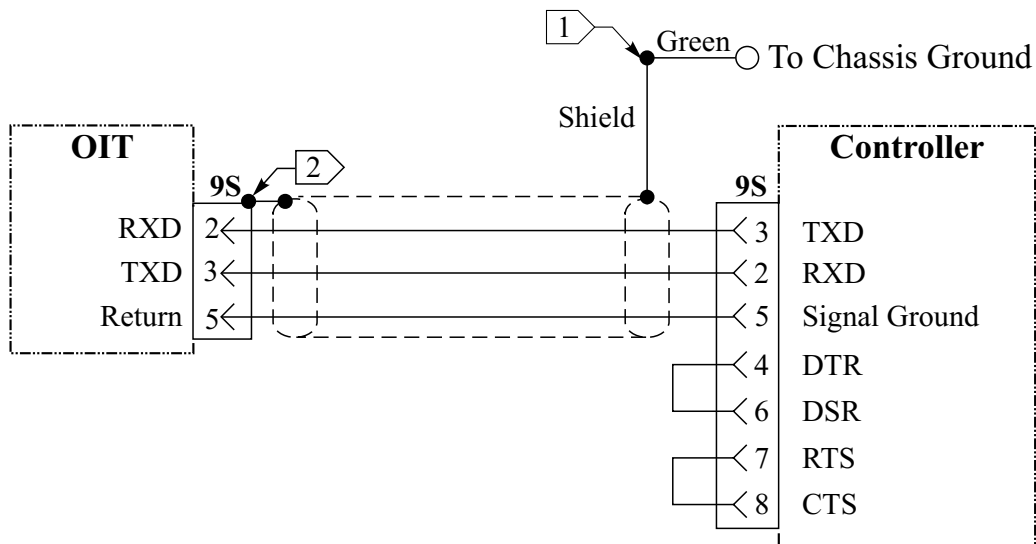 1
Green
To Chassis Ground
Shield
OIT
Controller
2
9S
9S
RXD 2
3 TXD
TXD 3
2 RXD
Return 5
5 Signal Ground
4 DTR
6 DSR
7 RTS
8 CTS